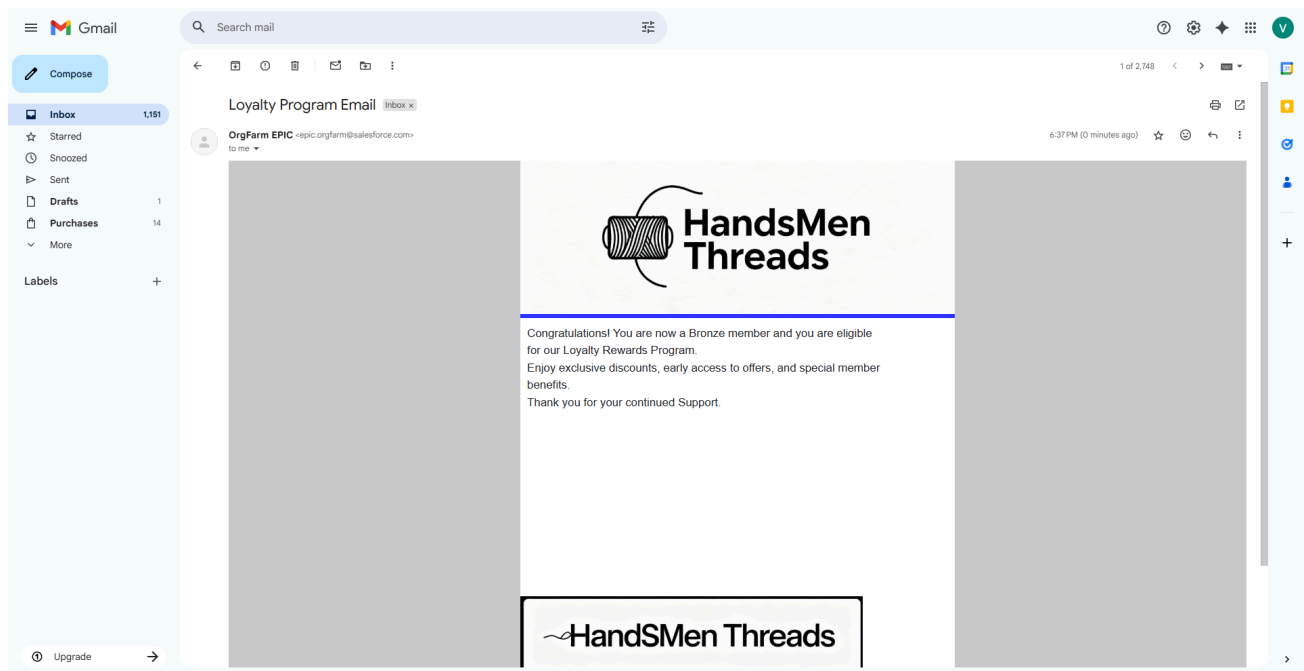 Gmail
Search mail
V
Compose
1 of 2,748
Inbox 1,151
Starred
Snoozed
Sent
Drafts 1
Purchases 14
More
Labels
Upgrade
Loyalty Program Email Inbox x
OrgFarm EPIC <epic.orgfarm@salesforce.com>
6:37 PM (0 minutes ago)
to me
HandsMen
Threads
Congratulations! You are now a Bronze member and you are eligible
for our Loyalty Rewards Program.
Enjoy exclusive discounts, early access to offers, and special member
benefits.
Thank you for your continued Support.
HandSMen Threads